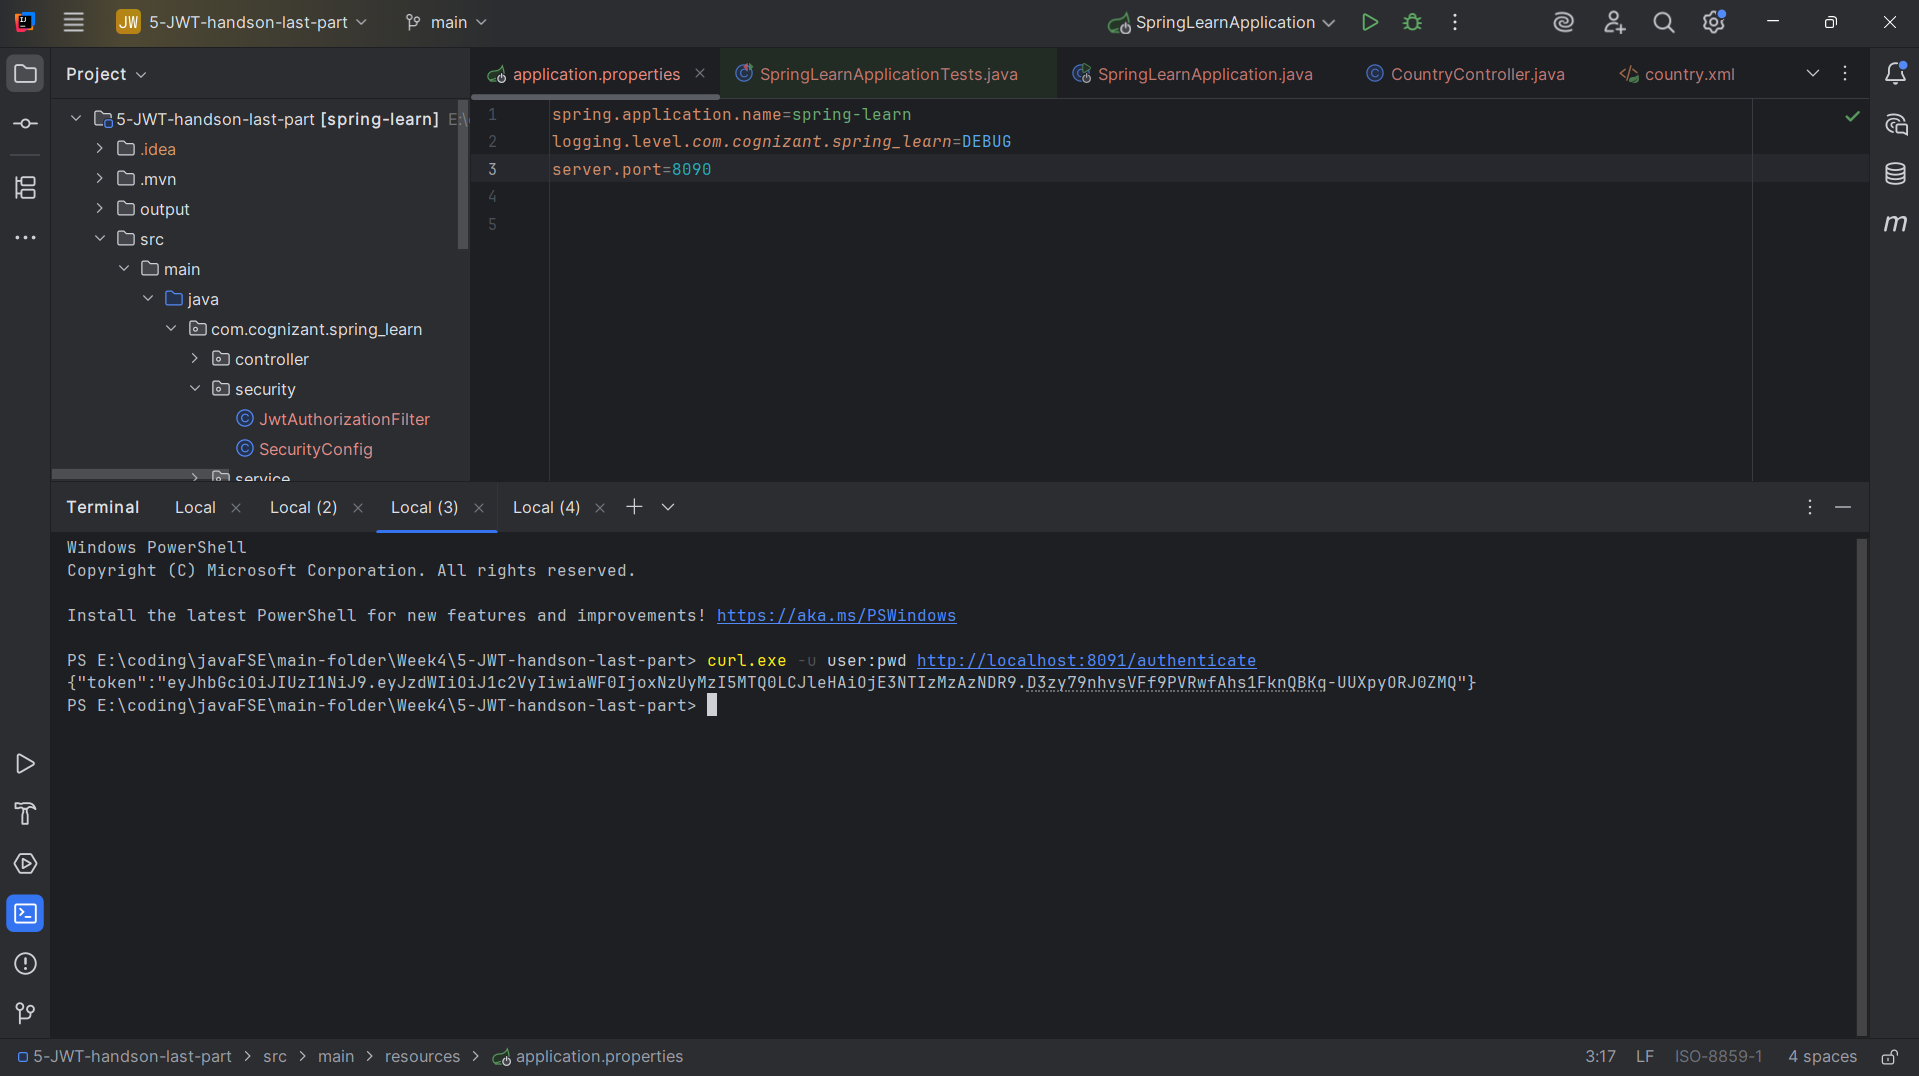 JW 5-JWT-handson-last-part main SpringLearnApplication
Project
application.properties SpringLearnApplicationTests.java SpringLearnApplication.java CountryController.java country.xml
5-JWT-handson-last-part [spring-learn] E:\
.idea
.mvn
output
src
main
java
com.cognizant.spring_learn
controller
security
JwtAuthorizationFilter
SecurityConfig
service
1 spring.application.name=spring-learn
2 logging.level.com.cognizant.spring_learn=DEBUG
3 server.port=8090
4
5
Terminal Local Local (2) Local (3) Local (4)
Windows PowerShell
Copyright (C) Microsoft Corporation. All rights reserved.
Install the latest PowerShell for new features and improvements! https://aka.ms/PSWindows
PS E:\coding\javaFSE\main-folder\Week4\5-JWT-handson-last-part> curl.exe -u user:pwd http://localhost:8091/authenticate
{"token":"eyJhbGciOiJIUzI1NiJ9.eyJzdWIiOiJ1c2VyIiwiaWF0IjoxNzUyMzI5MTQ0LCJleHAiOjE3NTIzMzAzNDR9.D3zy79nhvsVFf9PVRwfAhs1FknQBKq-UUXpyORJ0ZMQ"}
PS E:\coding\javaFSE\main-folder\Week4\5-JWT-handson-last-part>
5-JWT-handson-last-part > src > main > resources > application.properties 3:17 LF ISO-8859-1 4 spaces